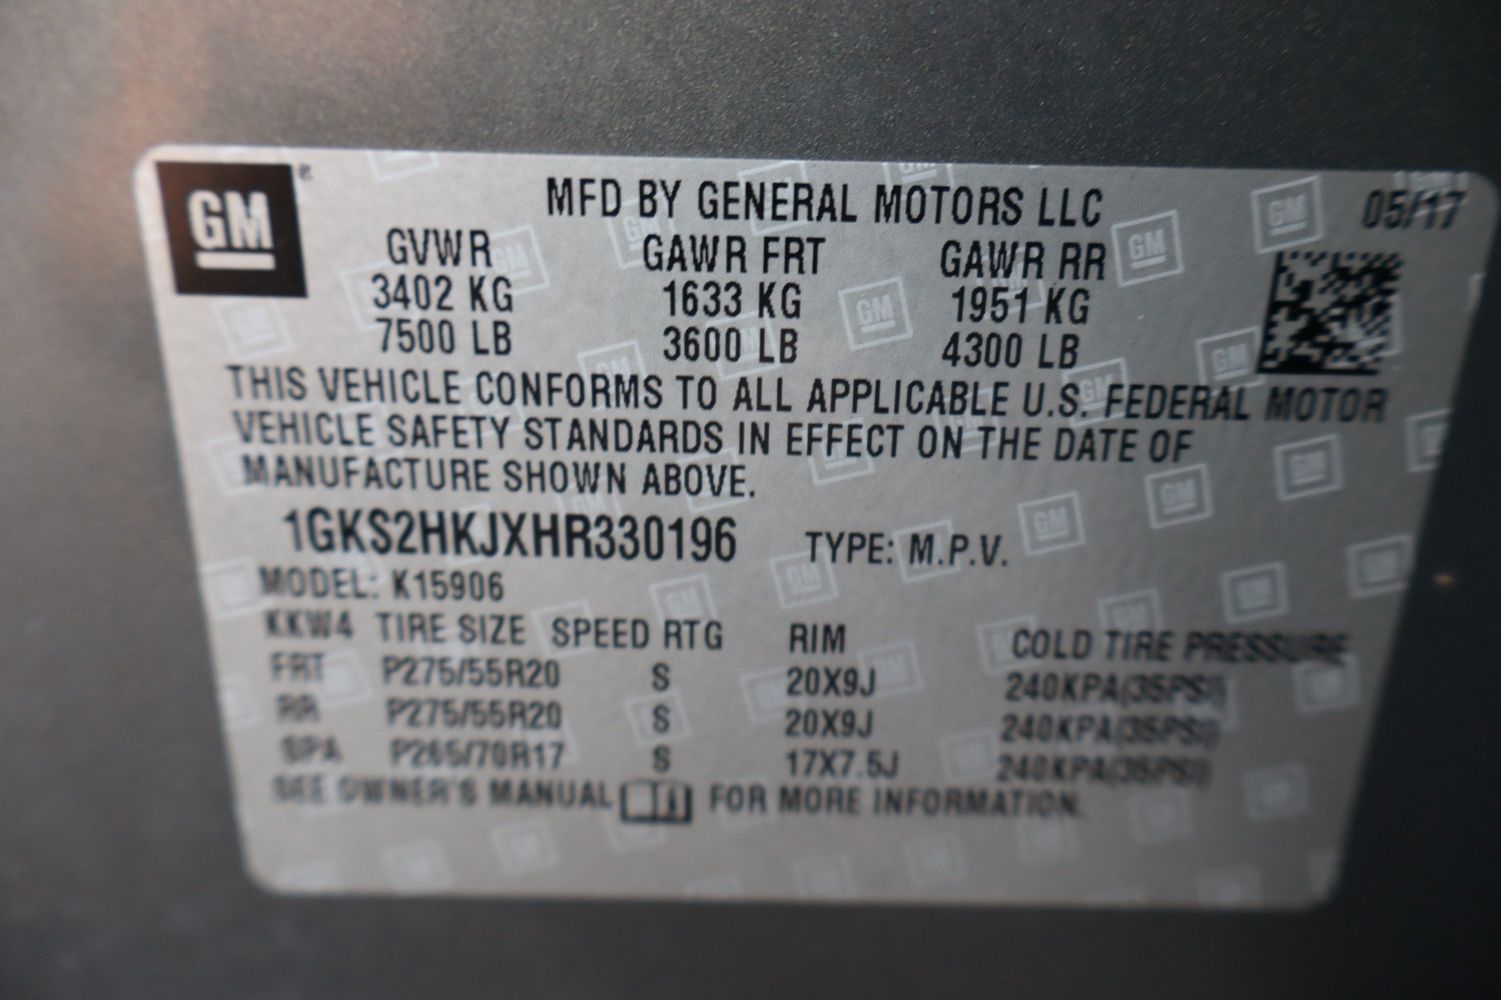 GM
MFD BY GENERAL MOTORS LLC 05/17
GVWR GAWR FRT GAWR RR
3402 KG 1633 KG 1951 KG
7500 LB 3600 LB 4300 LB
THIS VEHICLE CONFORMS TO ALL APPLICABLE U.S. FEDERAL MOTOR
VEHICLE SAFETY STANDARDS IN EFFECT ON THE DATE OF
MANUFACTURE SHOWN ABOVE.
1GKS2HKJXHR330196 TYPE: M.P.V.
MODEL: K15906
KKW4 TIRE SIZE SPEED RTG RIM COLD TIRE PRESSURE
FRT P275/55R20 S 20X9J 240KPA(35PSI)
RR P275/55R20 S 20X9J 240KPA(35PSI)
SPA P265/70R17 S 17X7.5J 240KPA(35PSI)
SEE OWNER'S MANUAL FOR MORE INFORMATION.